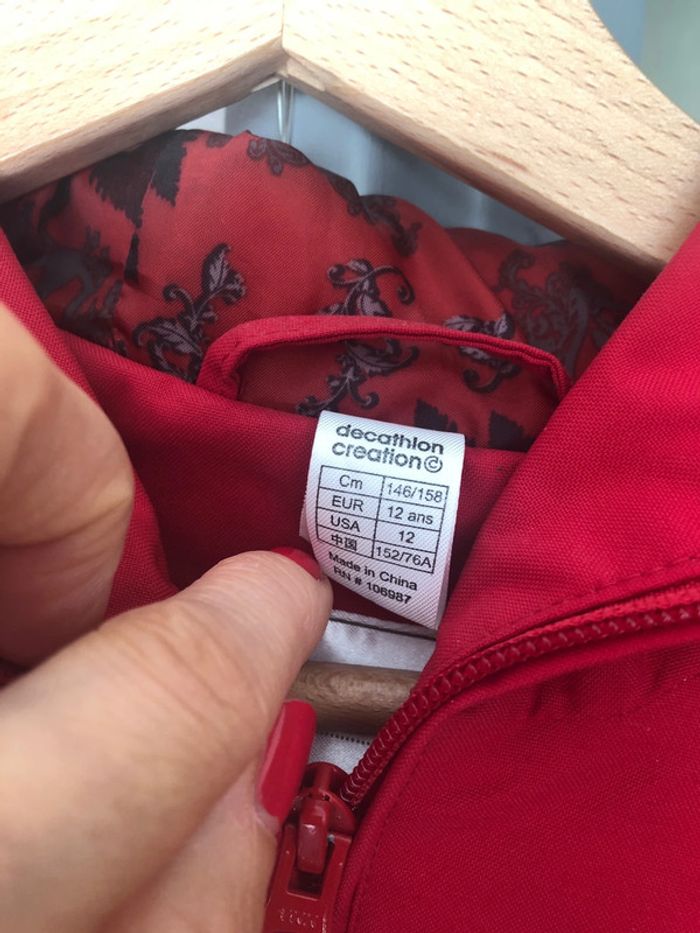 decathlon
creation©
Cm 146/158
EUR 12 ans
USA 12
中国 152/76A
Made in China
RN # 106987